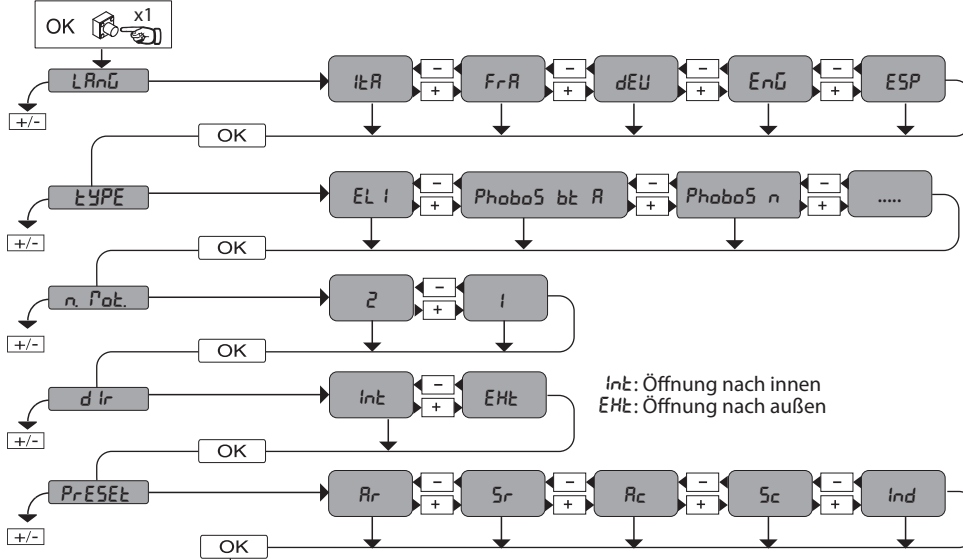 OK x1
LAnG ItA - + FrA - + dEU - + EnG - + ESP
+/-
OK
tYPE EL I - + PhoboS bt A - + PhoboS n - + .....
+/-
OK
n. Mot. 2 - + 1
+/-
OK
dIr Int - + EHt
Int: Öffnung nach innen
EHt: Öffnung nach außen
+/-
OK
PrESEt Ar - + Sr - + Ac - + Sc - + Ind
+/-
OK